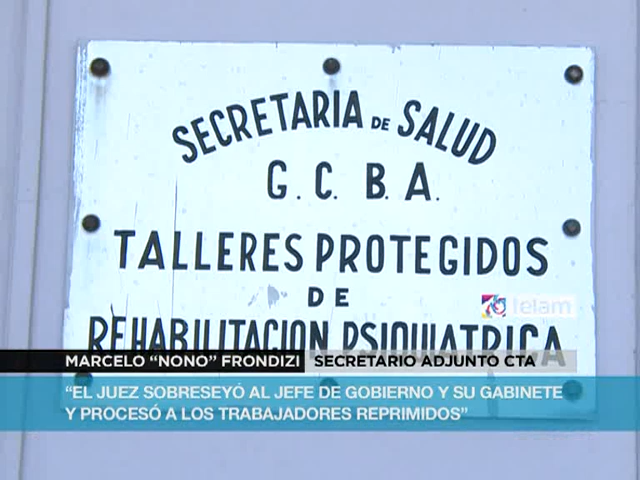 SECRETARIA DE SALUD
G.C. B.A.
TALLERES PROTEGIDOS
DE
REHABILITACION PSIQUIATRICA
télam
MARCELO “NONO” FRONDIZI SECRETARIO ADJUNTO CTA
“EL JUEZ SOBRESEYÓ AL JEFE DE GOBIERNO Y SU GABINETE
Y PROCESÓ A LOS TRABAJADORES REPRIMIDOS”